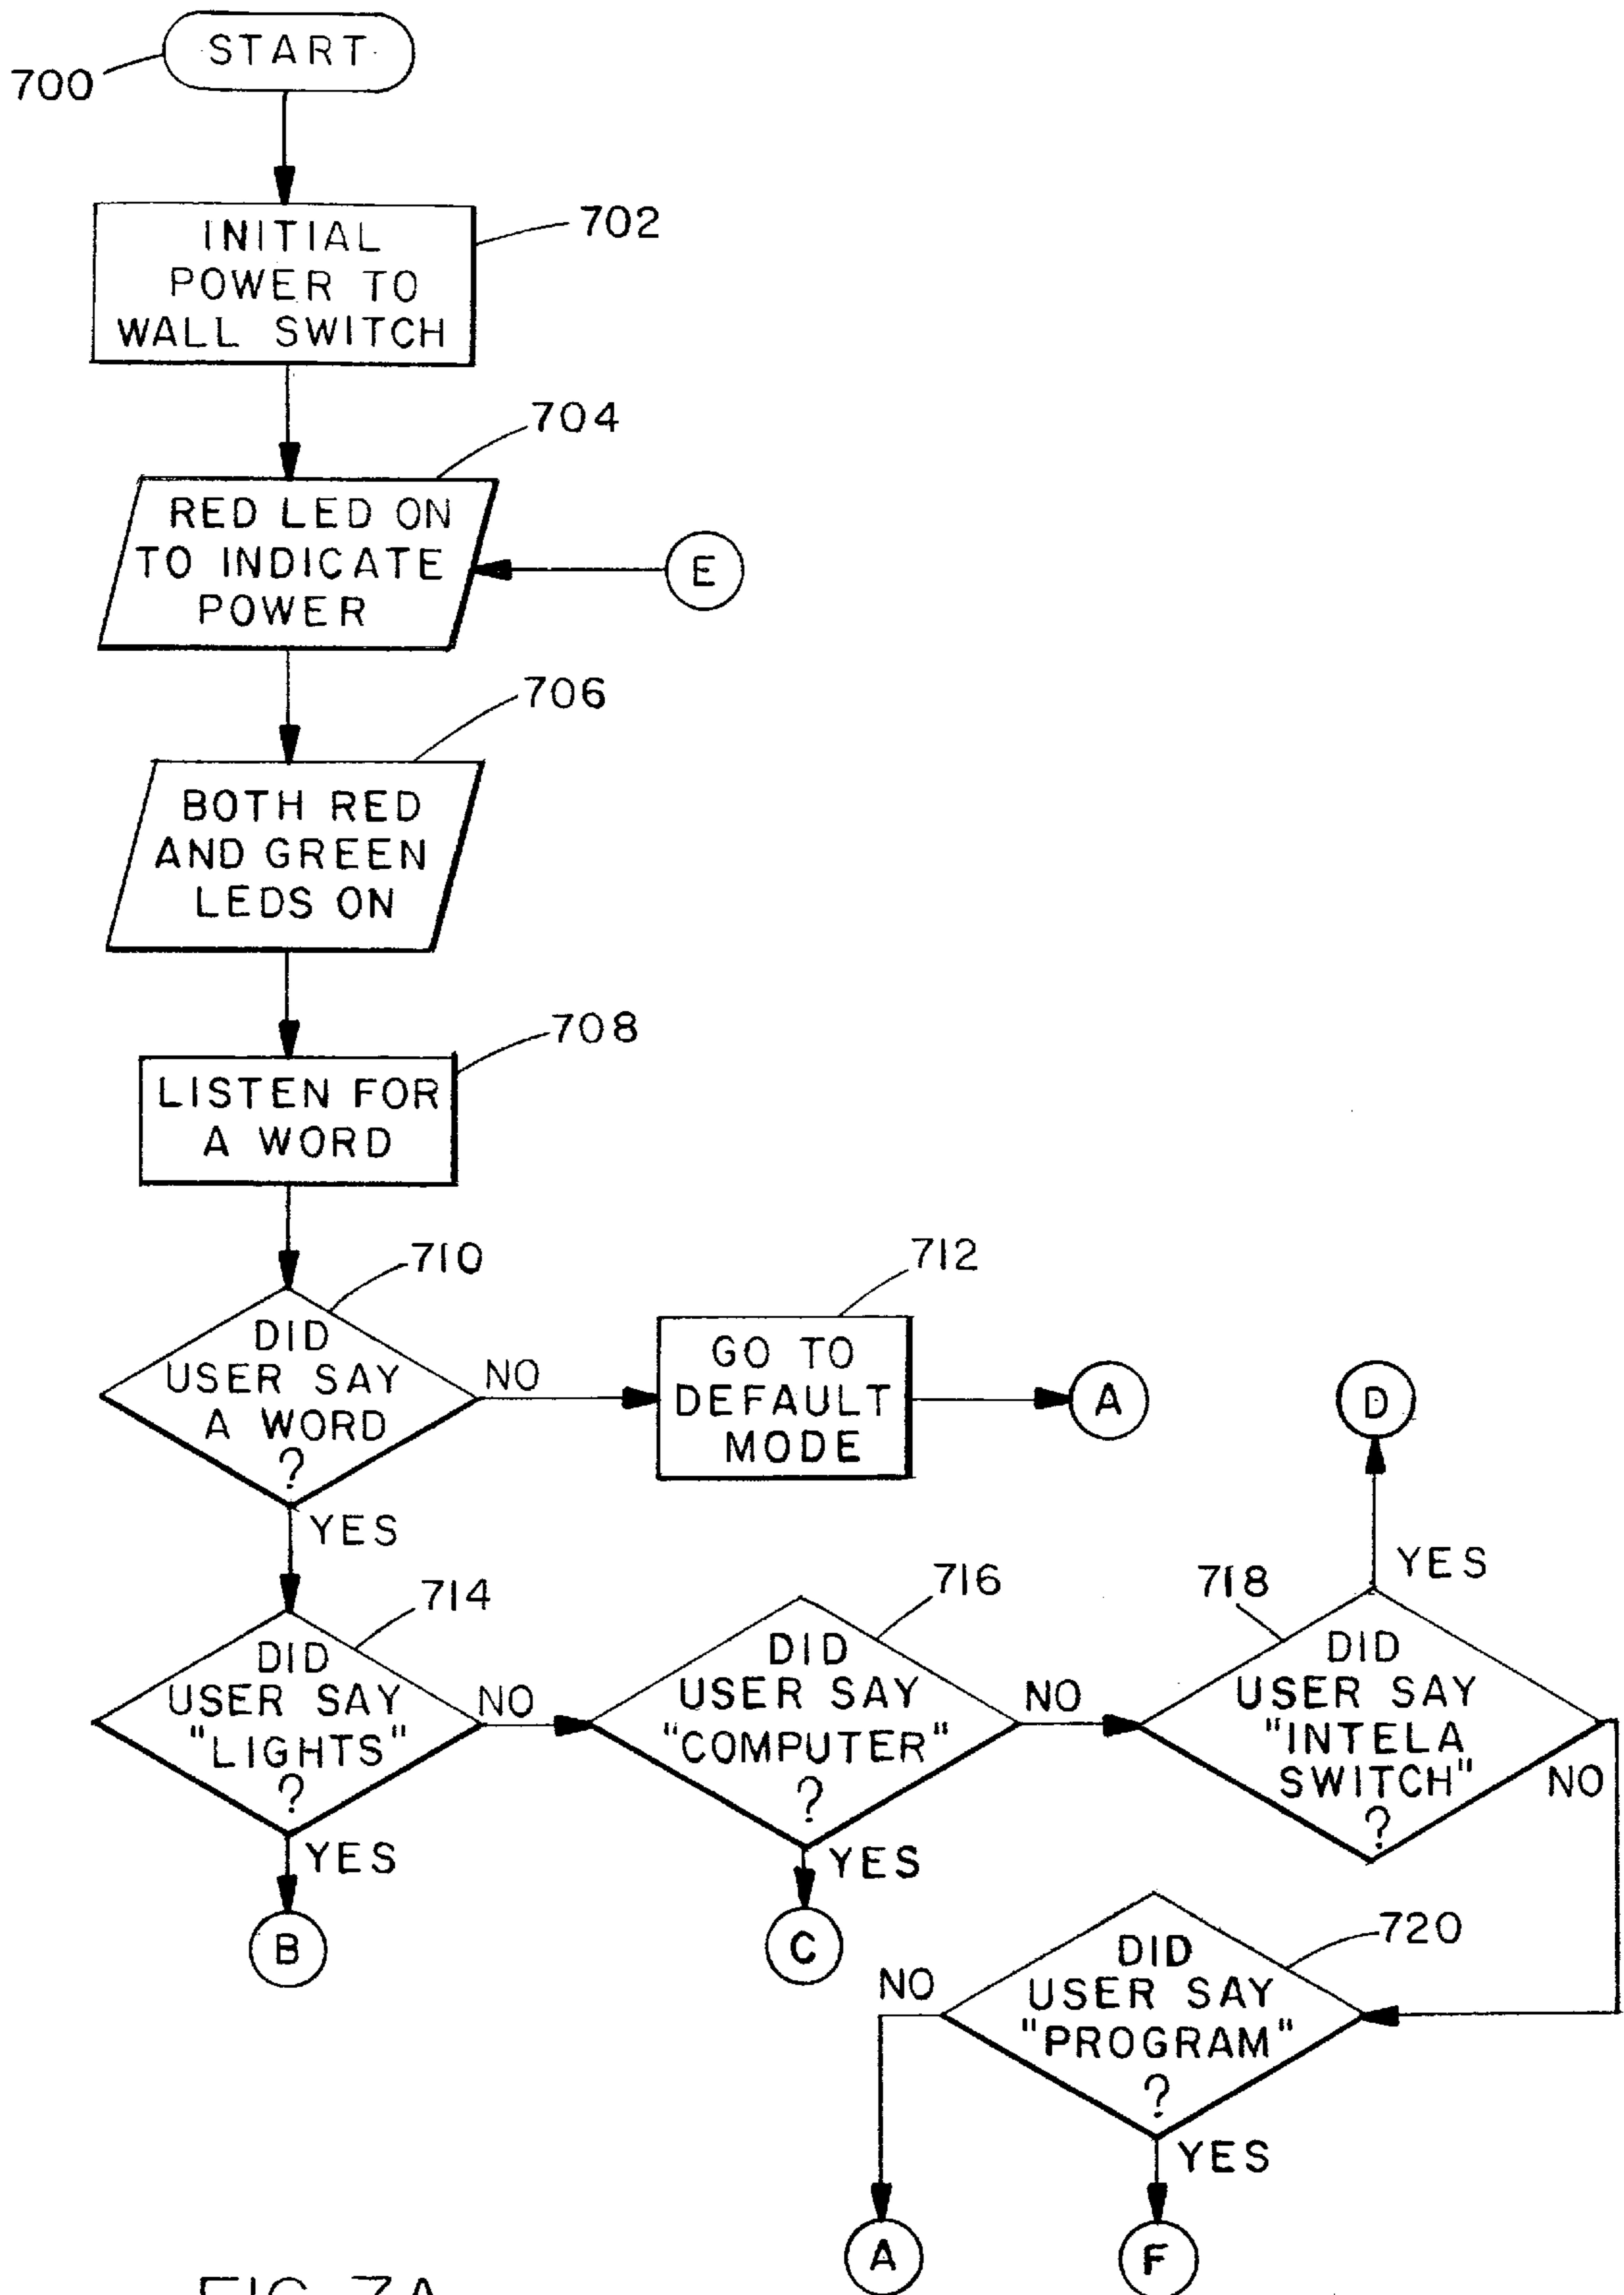 START
700
INITIAL
POWER TO
WALL SWITCH
702
704
RED LED ON
TO INDICATE
POWER
E
706
BOTH RED
AND GREEN
LEDS ON
708
LISTEN FOR
A WORD
710
DID
USER SAY
A WORD
?
NO
YES
712
GO TO
DEFAULT
MODE
A
D
714
DID
USER SAY
"LIGHTS"
?
NO
YES
B
716
DID
USER SAY
"COMPUTER"
?
NO
YES
C
718
YES
DID
USER SAY
"INTELA
SWITCH"
?
NO
720
DID
USER SAY
"PROGRAM"
?
NO
YES
A
F
FIG. 7A